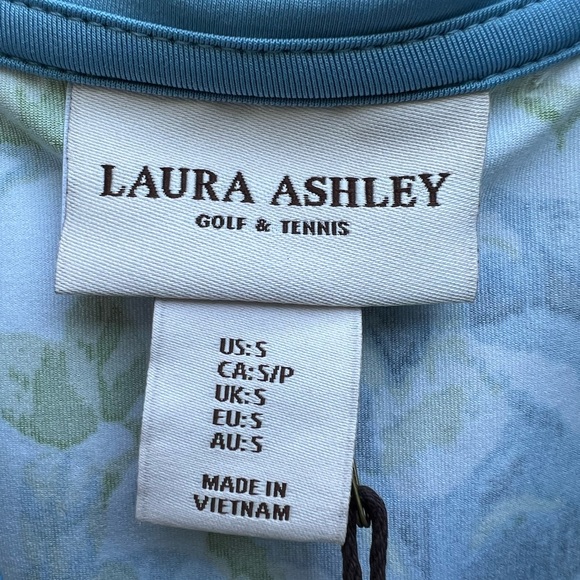 LAURA ASHLEY
GOLF & TENNIS
US:S
CA:S/P
UK:S
EU:S
AU:S
MADE IN
VIETNAM